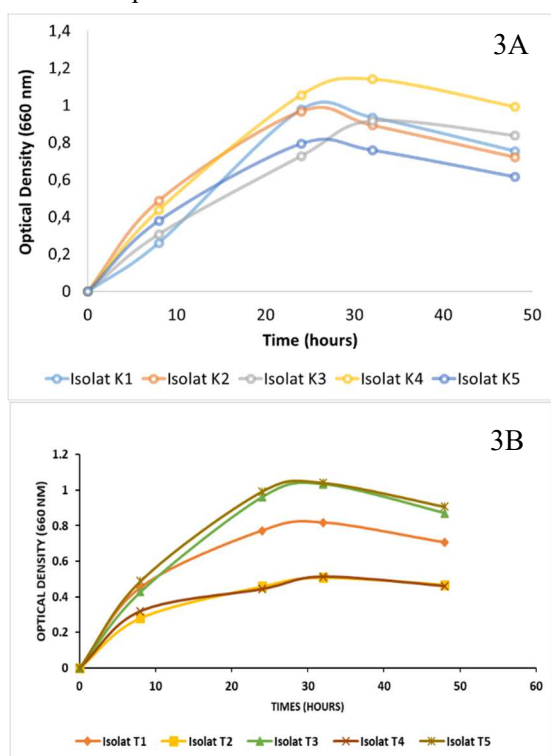 3A
1,4
1,2
1
0,8
0,6
0,4
0,2
0
Optical Density (660 nm)
0 10 20 30 40 50
Time (hours)
Isolat K1 Isolat K2 Isolat K3 Isolat K4 Isolat K5
3B
1.2
1
0.8
0.6
0.4
0.2
0
OPTICAL DENSITY (660 NM)
0 10 20 30 40 50 60
TIMES (HOURS)
Isolat T1 Isolat T2 Isolat T3 Isolat T4 Isolat T5